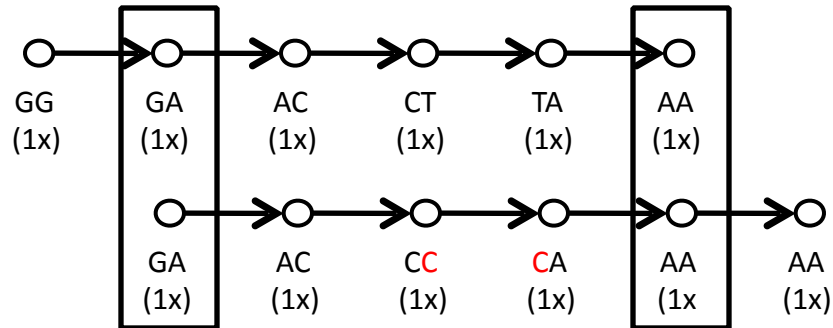 GG GA AC CT TA AA
(1x) (1x) (1x) (1x) (1x) (1x)
GA AC CC CA AA AA
(1x) (1x) (1x) (1x) (1x (1x)